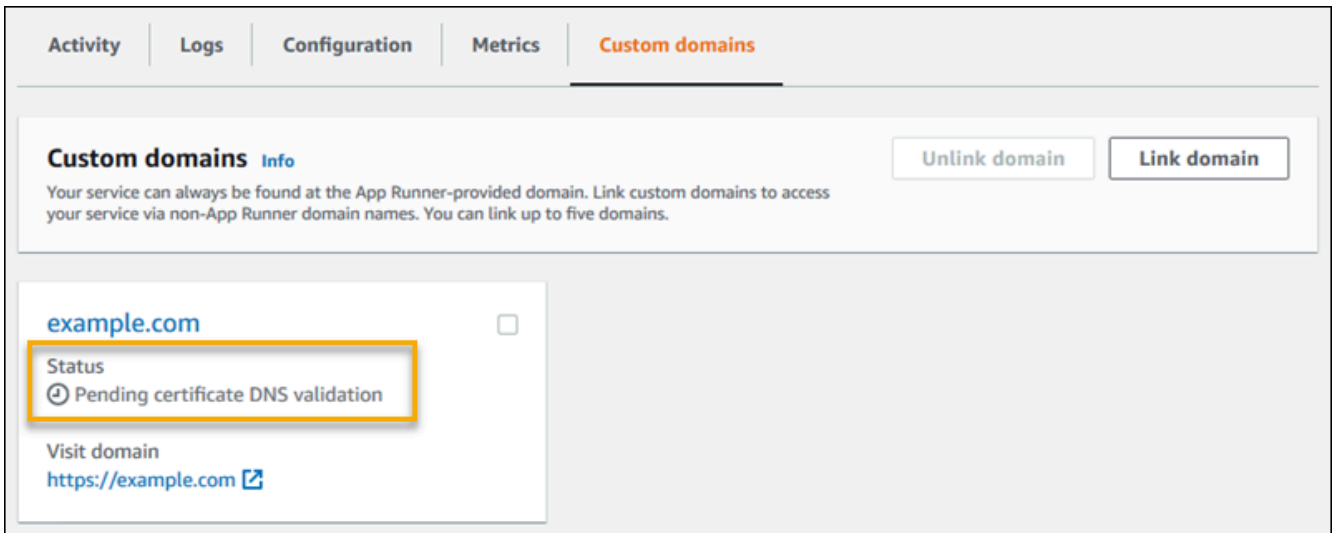 Activity Logs Configuration Metrics Custom domains
Custom domains Info Unlink domain Link domain
Your service can always be found at the App Runner-provided domain. Link custom domains to access
your service via non-App Runner domain names. You can link up to five domains.
example.com
Status
Pending certificate DNS validation
Visit domain
https://example.com